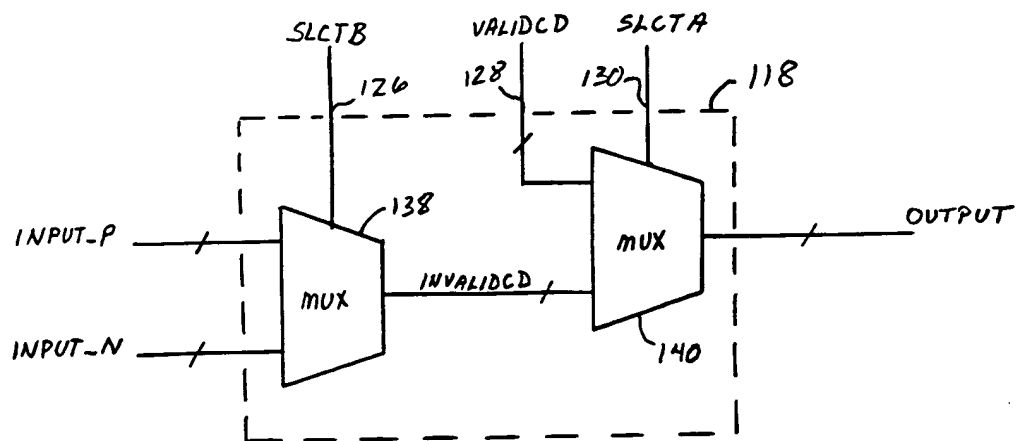 SLCTB
VALIDCD
SLCTA
126
128
130
118
INPUT_P
138
MUX
OUTPUT
INVALIDCD
MUX
INPUT_N
140